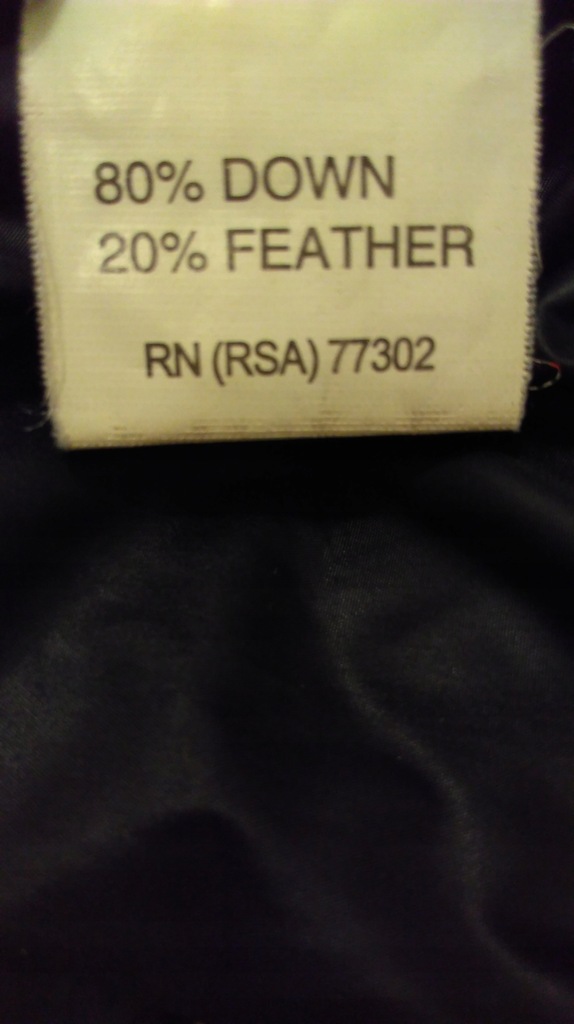 80% DOWN
20% FEATHER
RN (RSA) 77302